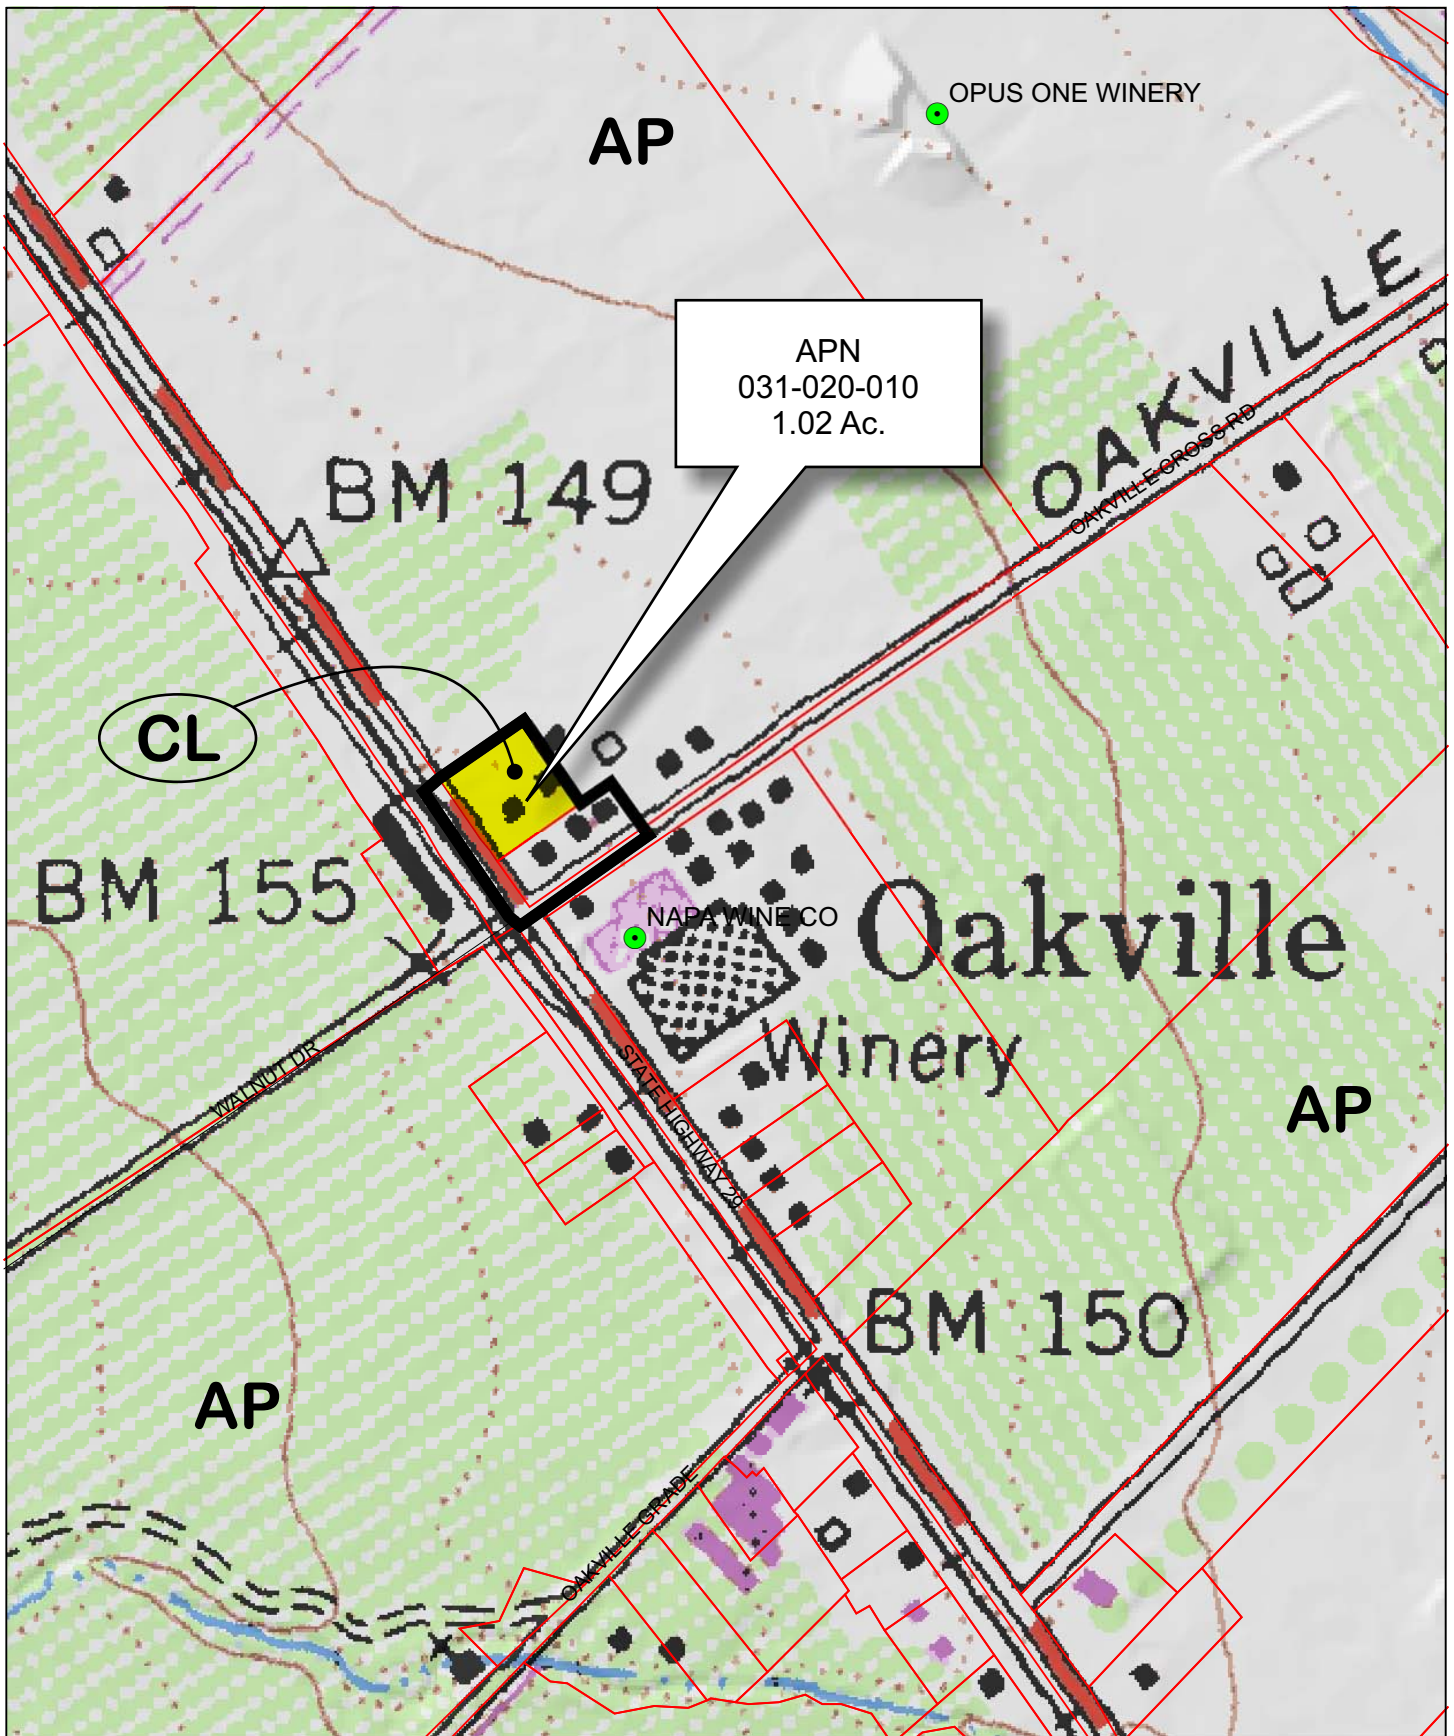 OPUS ONE WINERY
AP
OAKVILLE
APN
031-020-010
1.02 Ac.
OAKVILLE CROSS RD
BM 149
CL
BM 155
NAPA WINE CO
Oakville
Winery
WALNUT DR
STATE HIGHWAY 29
AP
BM 150
AP
OAKVILLE GRADE